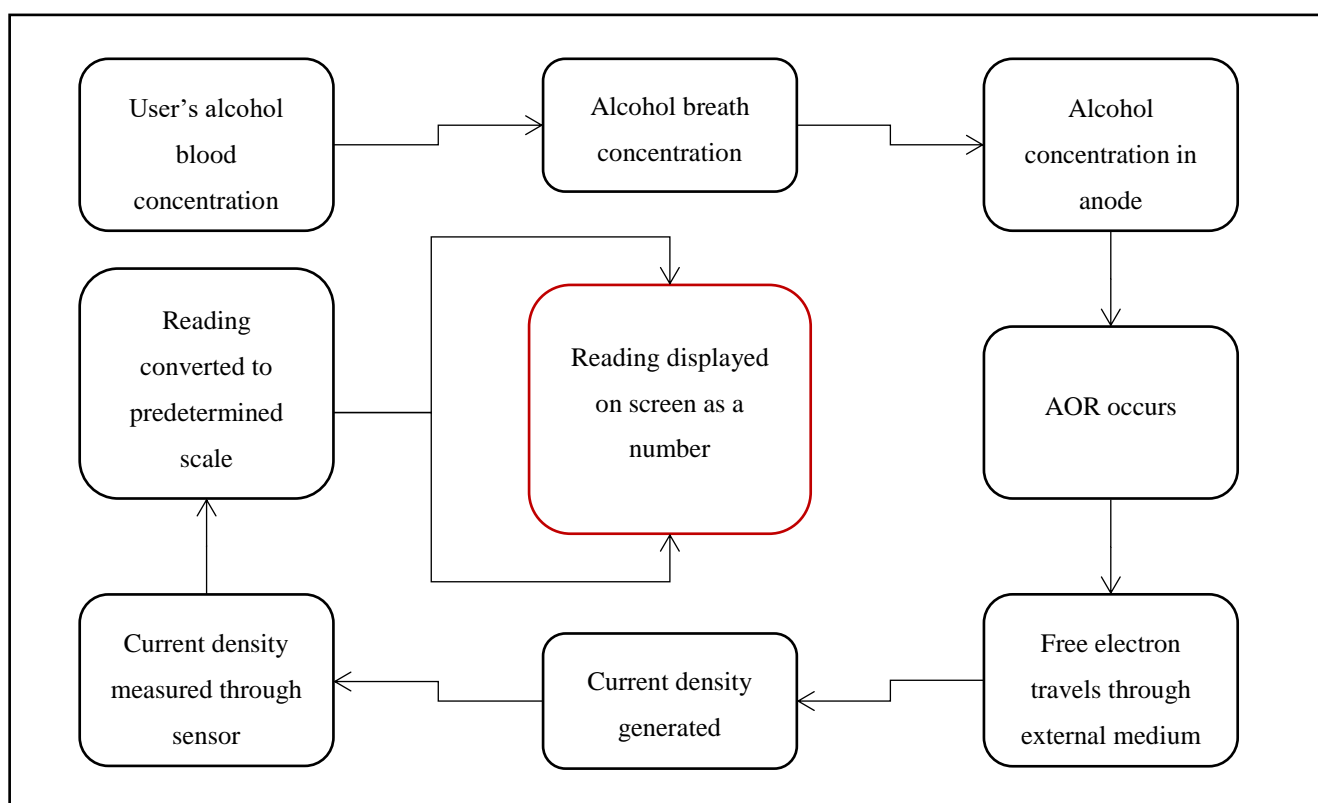 User’s alcohol
blood
concentration
Alcohol breath
concentration
Alcohol
concentration in
anode
AOR occurs
Free electron
travels through
external medium
Current density
generated
Current density
measured through
sensor
Reading
converted to
predetermined
scale
Reading displayed
on screen as a
number